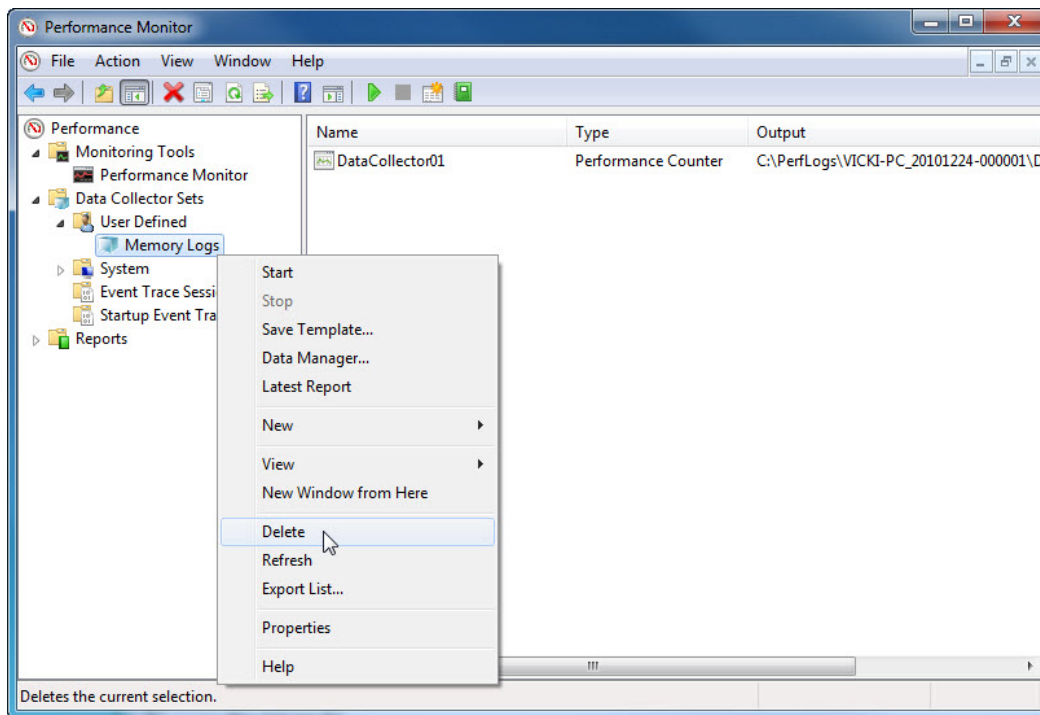 Performance Monitor
File Action View Window Help
Performance
Monitoring Tools
Performance Monitor
Data Collector Sets
User Defined
Memory Logs
System
Event Trace Sessi
Startup Event Tra
Reports
Name Type Output
DataCollector01 Performance Counter C:\PerfLogs\VICKI-PC_20101224-000001\D
Start
Stop
Save Template...
Data Manager...
Latest Report
New
View
New Window from Here
Delete
Refresh
Export List...
Properties
Help
Deletes the current selection.